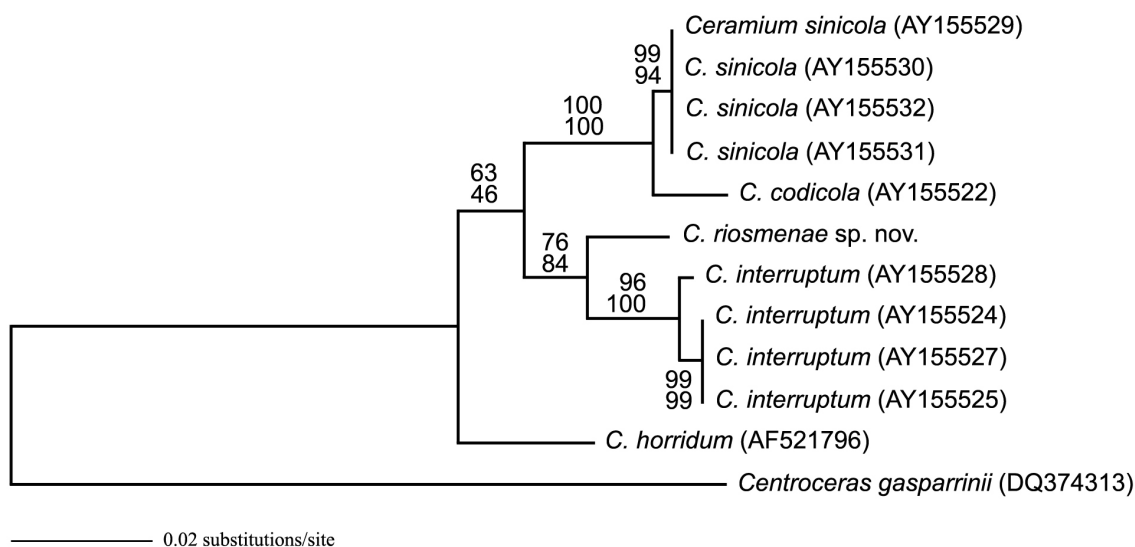 Ceramium sinicola (AY155529)
99
94
C. sinicola (AY155530)
100
100
C. sinicola (AY155532)
C. sinicola (AY155531)
63
46
C. codicola (AY155522)
76
84
C. riosmenae sp. nov.
96
100
C. interruptum (AY155528)
C. interruptum (AY155524)
C. interruptum (AY155527)
99
99
C. interruptum (AY155525)
C. horridum (AF521796)
Centroceras gasparrinii (DQ374313)
0.02 substitutions/site